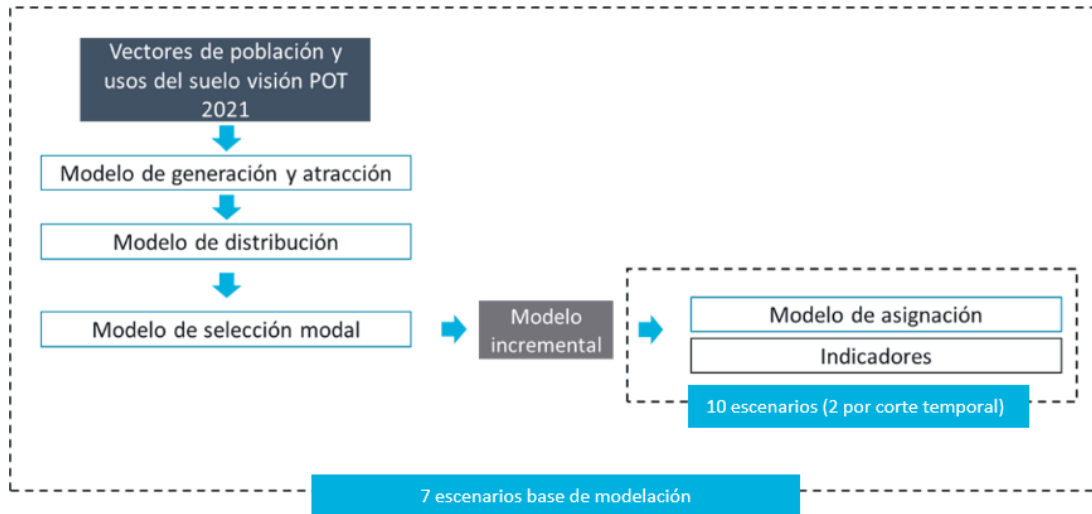 Vectores de población y
usos del suelo visión POT
2021
Modelo de generación y atracción
Modelo de distribución
Modelo de selección modal
Modelo
incremental
Modelo de asignación
Indicadores
10 escenarios (2 por corte temporal)
7 escenarios base de modelación